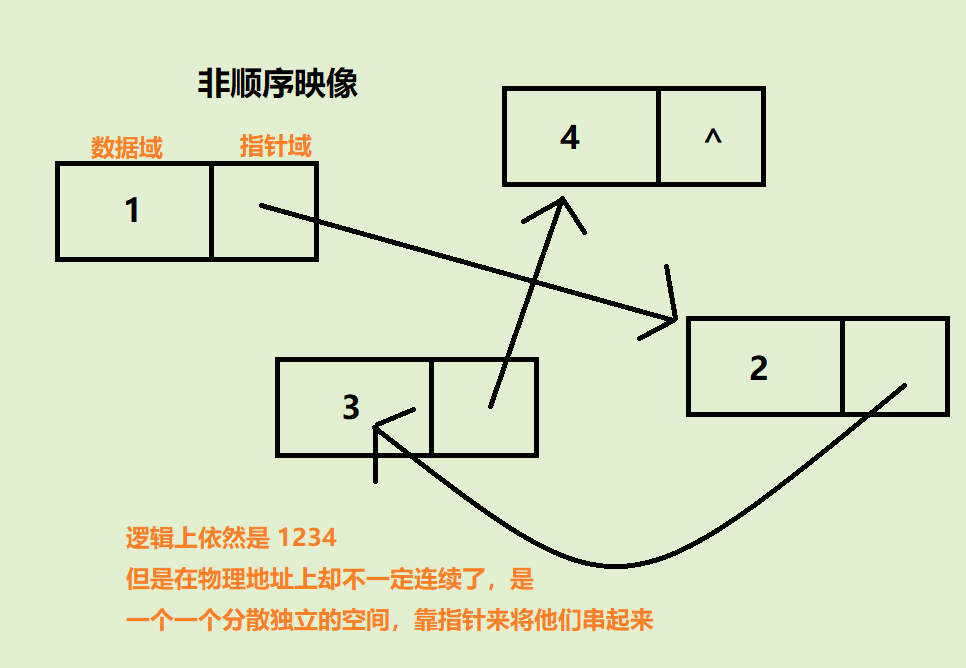 非顺序映像
数据域 指针域
1
4 ^
3
2
逻辑上依然是 1234
但是在物理地址上却不一定连续了，是
一个一个分散独立的空间，靠指针来将他们串起来